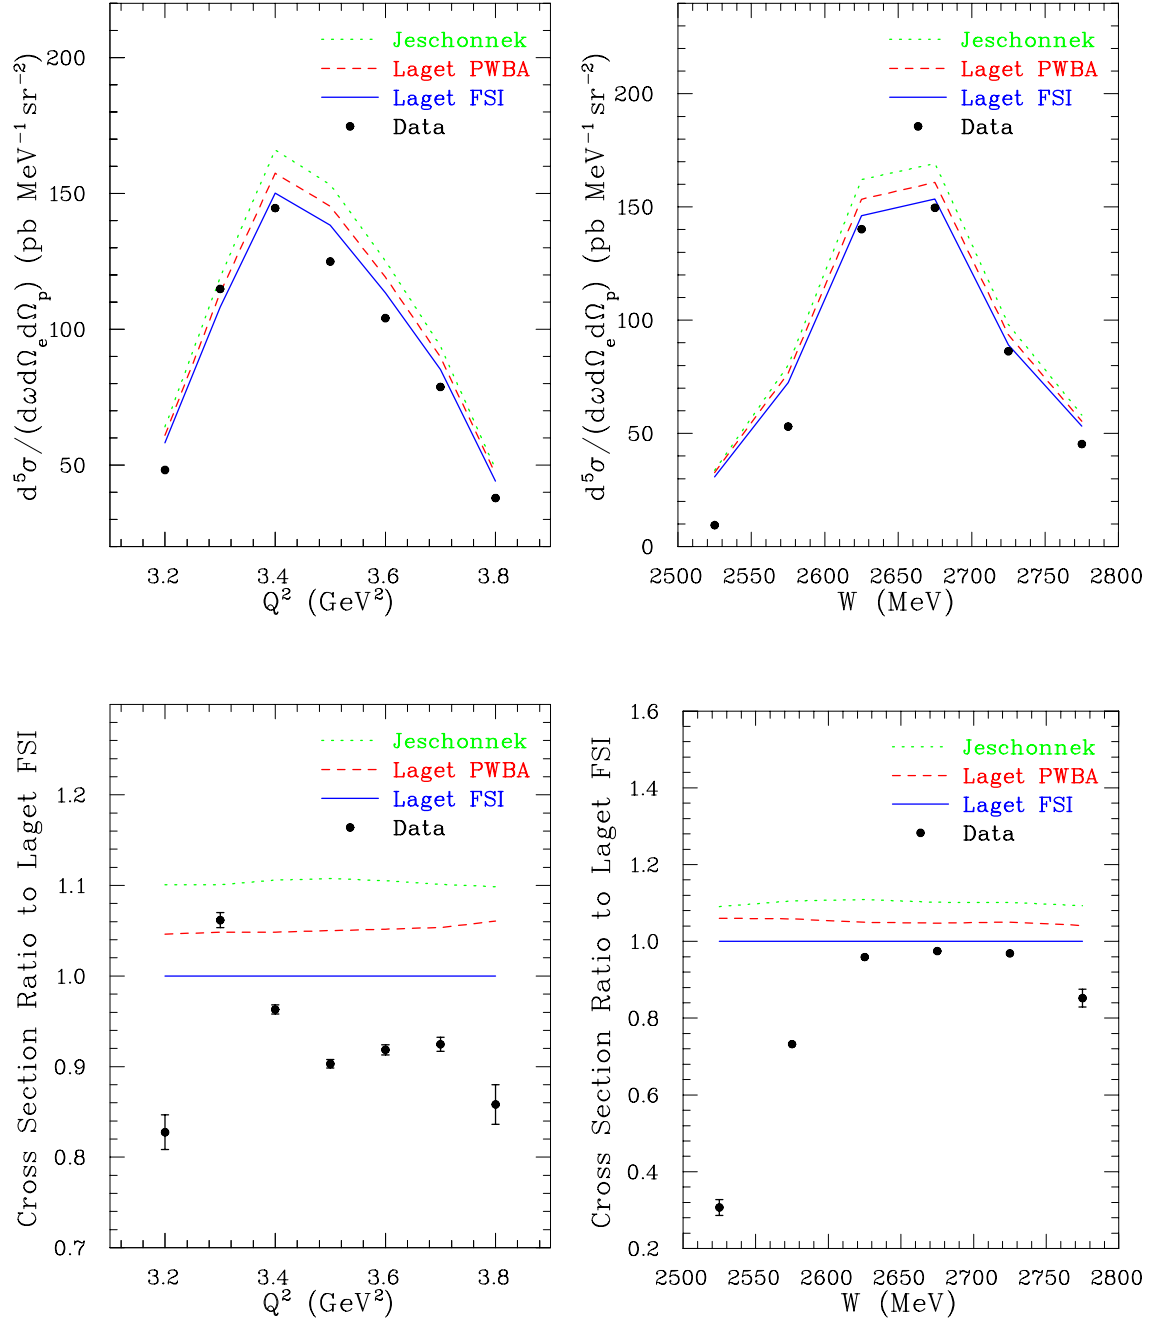 d⁵σ/(dωdΩₑdΩₚ) (pb MeV⁻¹sr⁻²)
200
150
100
50
Jeschonnek
Laget PWBA
Laget FSI
Data
3.2 3.4 3.6 3.8
Q² (GeV²)
d⁵σ/(dωdΩₑdΩₚ) (pb MeV⁻¹sr⁻²)
200
150
100
50
0
Jeschonnek
Laget PWBA
Laget FSI
Data
2500 2550 2600 2650 2700 2750 2800
W (MeV)
Cross Section Ratio to Laget FSI
1.2
1.1
1.0
0.9
0.8
0.7
Jeschonnek
Laget PWBA
Laget FSI
Data
3.2 3.4 3.6 3.8
Q² (GeV²)
Cross Section Ratio to Laget FSI
1.6
1.4
1.2
1.0
0.8
0.6
0.4
0.2
Jeschonnek
Laget PWBA
Laget FSI
Data
2500 2550 2600 2650 2700 2750 2800
W (MeV)